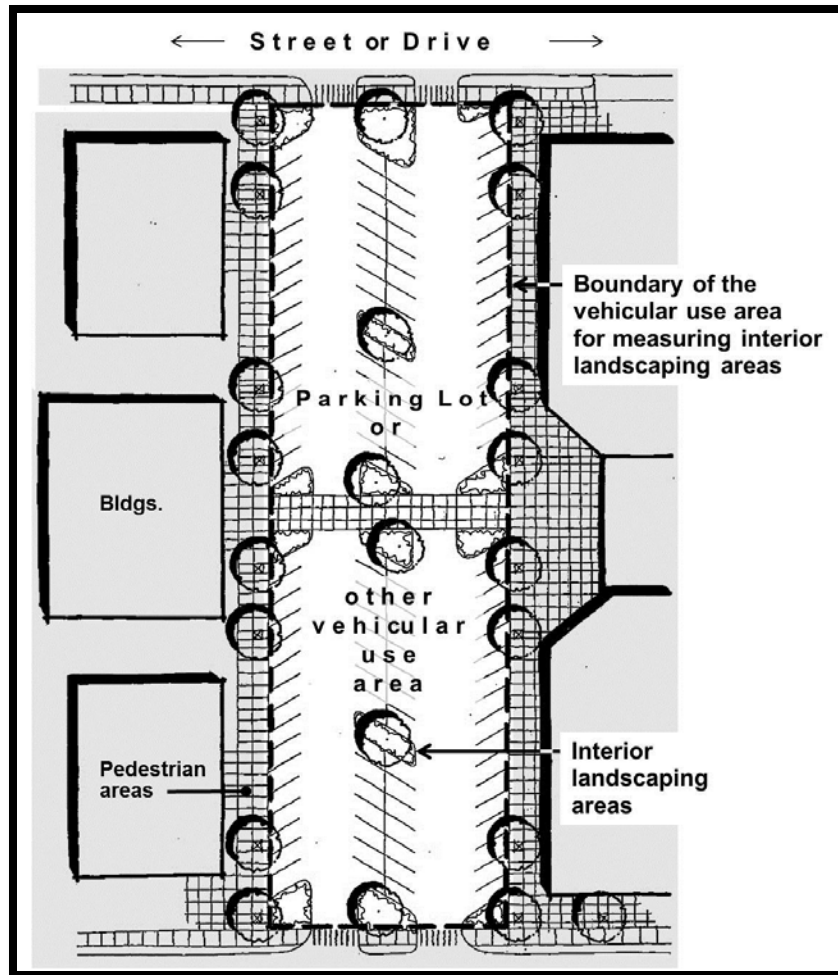 Street or Drive
Boundary of the
vehicular use area
for measuring interior
landscaping areas
Parking Lot
or
Bldgs.
other
vehicular
use
area
Interior
landscaping
areas
Pedestrian
areas